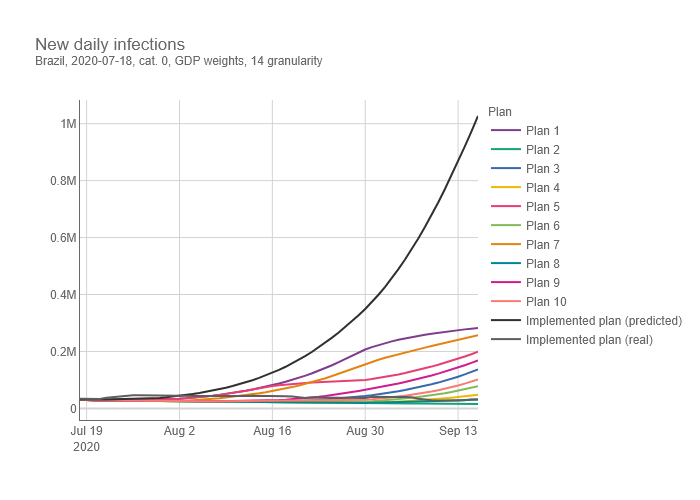 New daily infections
Brazil, 2020-07-18, cat. 0, GDP weights, 14 granularity
1M
0.8M
0.6M
0.4M
0.2M
0
Jul 19
2020
Aug 2
Aug 16
Aug 30
Sep 13
Plan
Plan 1
Plan 2
Plan 3
Plan 4
Plan 5
Plan 6
Plan 7
Plan 8
Plan 9
Plan 10
Implemented plan (predicted)
Implemented plan (real)